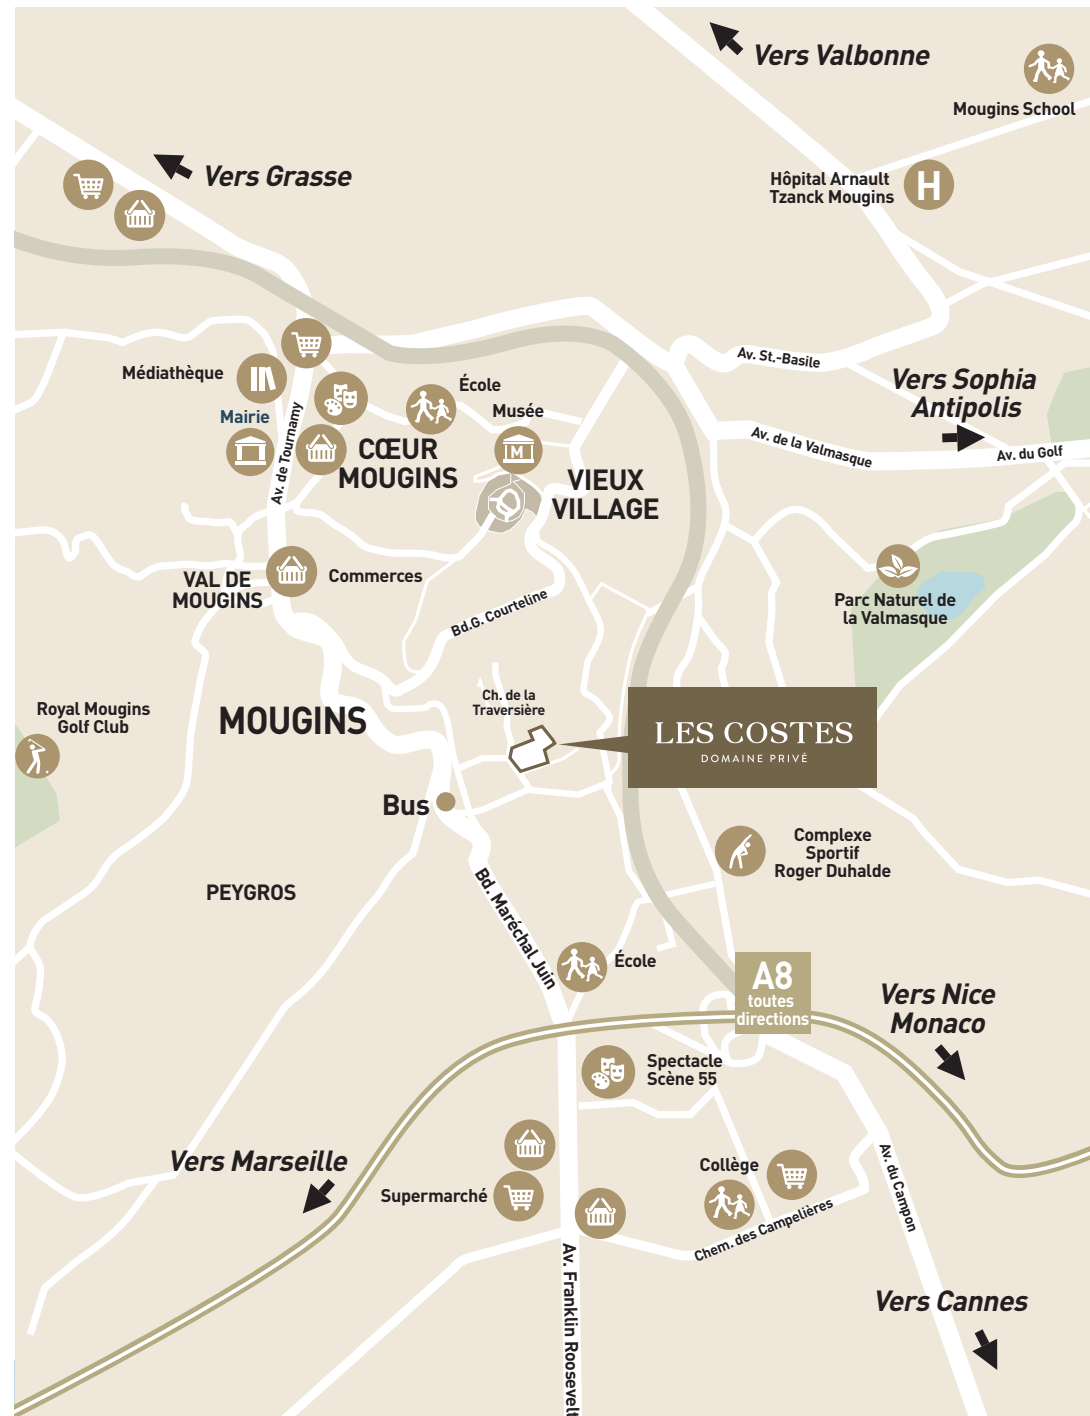 Vers Valbonne
Mougins School
Vers Grasse
Hôpital Arnault
Tzanck Mougins
H
Av. St.-Basile
Médiathèque
École
Vers Sophia
Antipolis
Mairie
Musée
M
Av. de Tournamy
CŒUR
MOUGINS
Av. de la Valmasque
Av. du Golf
VIEUX
VILLAGE
VAL DE
MOUGINS
Commerces
Parc Naturel de
la Valmasque
Bd.G. Courteline
Royal Mougins
Golf Club
MOUGINS
Ch. de la
Traversière
LES COSTES
DOMAINE PRIVÉ
Bus
Complexe
Sportif
Roger Duhalde
PEYGROS
Bd. Maréchal Juin
École
A8
toutes
directions
Vers Nice
Monaco
Spectacle
Scène 55
Vers Marseille
Supermarché
Collège
Av. du Campon
Chem. des Campelières
Av. Franklin Roosevelt
Vers Cannes